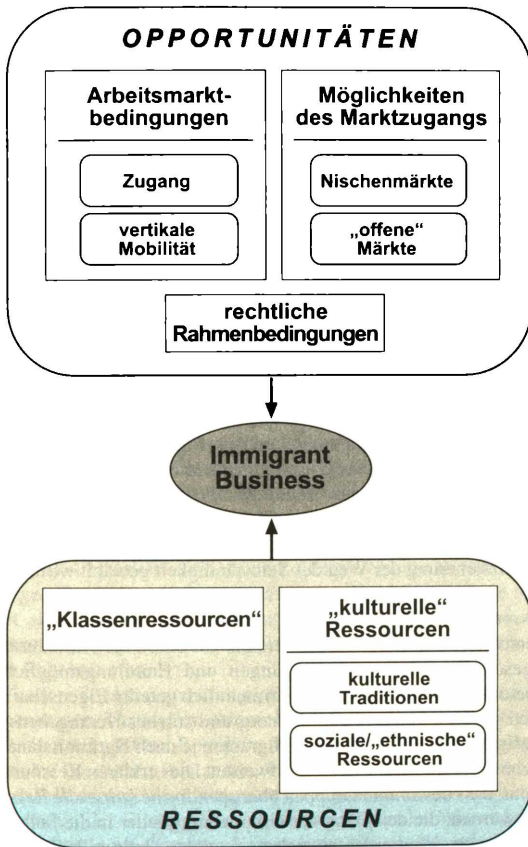 OPPORTUNITÄTEN
Arbeitsmarkt-
bedingungen
Zugang
vertikale
Mobilität
Möglichkeiten
des Marktzugangs
Nischenmärkte
„offene“
Märkte
rechtliche
Rahmenbedingungen
Immigrant
Business
„Klassenressourcen“
„kulturelle“
Ressourcen
kulturelle
Traditionen
soziale/„ethnische“
Ressourcen
RESSOURCEN